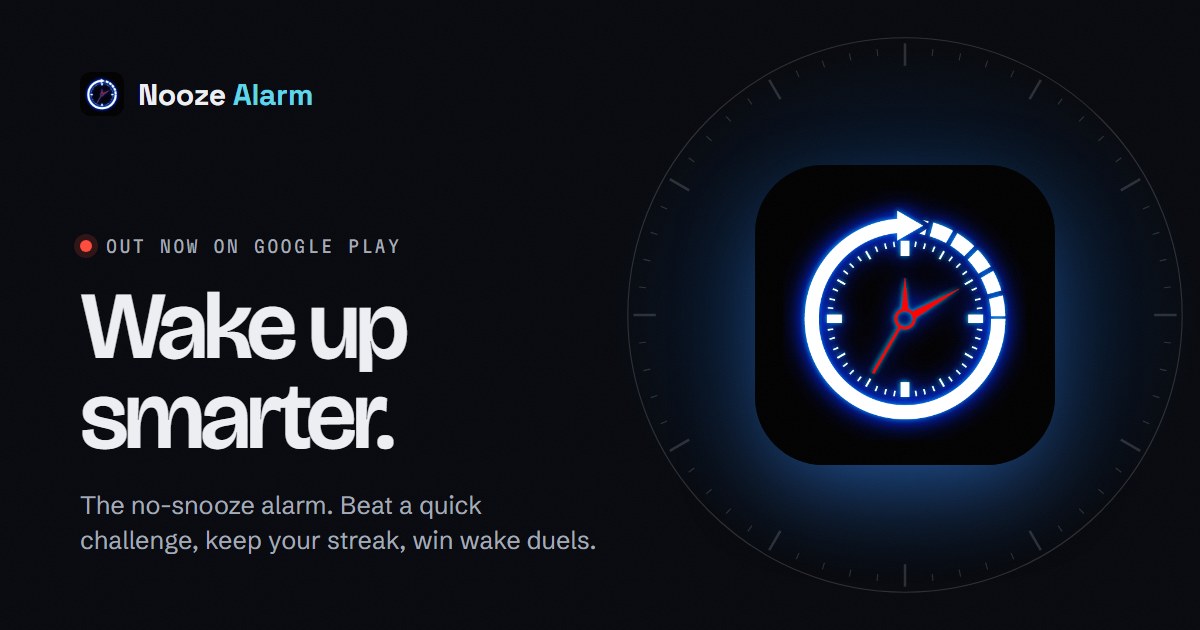 Nooze Alarm
OUT NOW ON GOOGLE PLAY
Wake up
smarter.
The no-snooze alarm. Beat a quick
challenge, keep your streak, win wake duels.